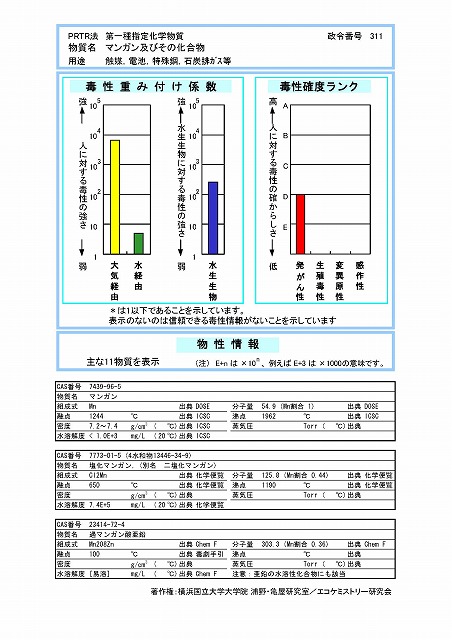 PRTR法 第一種指定化学物質 政令番号 311
物質名 マンガン及びその化合物
用途 触媒，電池，特殊鋼，石炭排ガス等
毒性重み付け係数
強 10^5 10^4 10^3 10^2 10 1 弱
人に対する毒性の強さ
大気経由 水経由
強 10^5 10^4 10^3 10^2 10 1 弱
水生生物に対する毒性の強さ
水生生物
毒性確度ランク
高 A B C D E 低
人に対する毒性の確からしさ
発がん性 生殖毒性 変異原性 感作性
＊は1以下であることを示しています。
表示のないのは信頼できる毒性情報がないことを示しています
物性情報
主な11物質を表示 （注） E+n は ×10^n 、例えば E+3 は ×1000の意味です。
CAS番号 7439-96-5
物質名 マンガン
組成式 Mn 出典 DOSE 分子量 54.9 (Mn割合 1) 出典 DOSE
融点 1244 ℃ 出典 ICSC 沸点 1962 ℃ 出典 ICSC
密度 7.2～7.4 g/cm³ ( ℃) 出典 ICSC 蒸気圧 Torr ( ℃) 出典
水溶解度 < 1.0E+3 mg/L (20℃) 出典 ICSC
CAS番号 7773-01-5 (4水和物13446-34-9)
物質名 塩化マンガン，(別名 二塩化マンガン)
組成式 Cl2Mn 出典 化学便覧 分子量 125.8 (Mn割合 0.44) 出典 化学便覧
融点 650 ℃ 出典 化学便覧 沸点 1190 ℃ 出典 化学便覧
密度 g/cm³ ( ℃) 出典 蒸気圧 Torr ( ℃) 出典
水溶解度 7.4E+5 mg/L (20℃) 出典 化学便覧
CAS番号 23414-72-4
物質名 過マンガン酸亜鉛
組成式 Mn2O8Zn 出典 Chem F 分子量 303.3 (Mn割合 0.36) 出典 Chem F
融点 100 ℃ 出典 毒劇手引 沸点 ℃ 出典
密度 g/cm³ ( ℃) 出典 蒸気圧 Torr ( ℃) 出典
水溶解度 [易溶] mg/L ( ℃) 出典 Chem F 注意：亜鉛の水溶性化合物にも該当
著作権：横浜国立大学大学院 浦野・亀屋研究室／エコケミストリー研究会